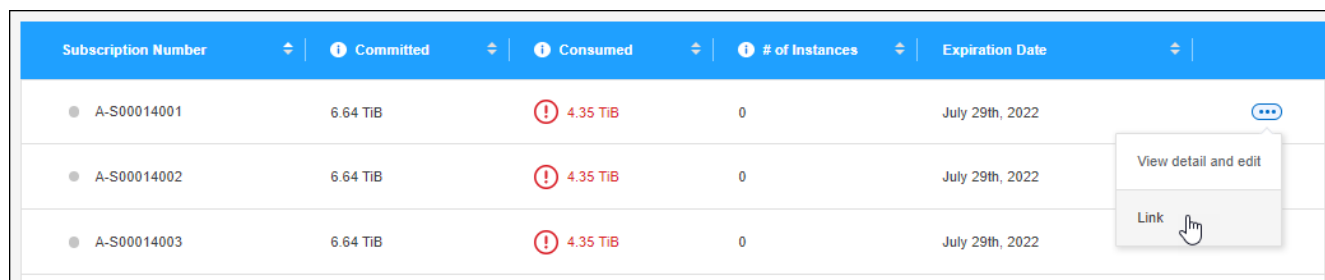 Subscription Number Committed Consumed # of Instances Expiration Date
A-S00014001 6.64 TiB 4.35 TiB 0 July 29th, 2022
View detail and edit
A-S00014002 6.64 TiB 4.35 TiB 0 July 29th, 2022
Link
A-S00014003 6.64 TiB 4.35 TiB 0 July 29th, 2022